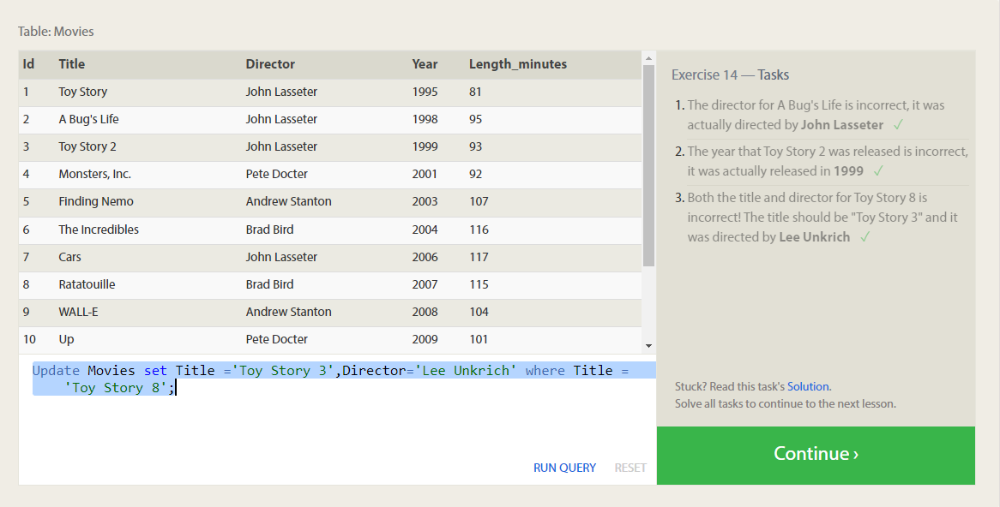 Table: Movies
Id Title Director Year Length_minutes
1 Toy Story John Lasseter 1995 81
2 A Bug's Life John Lasseter 1998 95
3 Toy Story 2 John Lasseter 1999 93
4 Monsters, Inc. Pete Docter 2001 92
5 Finding Nemo Andrew Stanton 2003 107
6 The Incredibles Brad Bird 2004 116
7 Cars John Lasseter 2006 117
8 Ratatouille Brad Bird 2007 115
9 WALL-E Andrew Stanton 2008 104
10 Up Pete Docter 2009 101
Update Movies set Title ='Toy Story 3',Director='Lee Unkrich' where Title =
'Toy Story 8';
RUN QUERY RESET
Exercise 14 — Tasks
1. The director for A Bug's Life is incorrect, it was
actually directed by John Lasseter ✓
2. The year that Toy Story 2 was released is incorrect,
it was actually released in 1999 ✓
3. Both the title and director for Toy Story 8 is
incorrect! The title should be "Toy Story 3" and it
was directed by Lee Unkrich ✓
Stuck? Read this task's Solution.
Solve all tasks to continue to the next lesson.
Continue ›